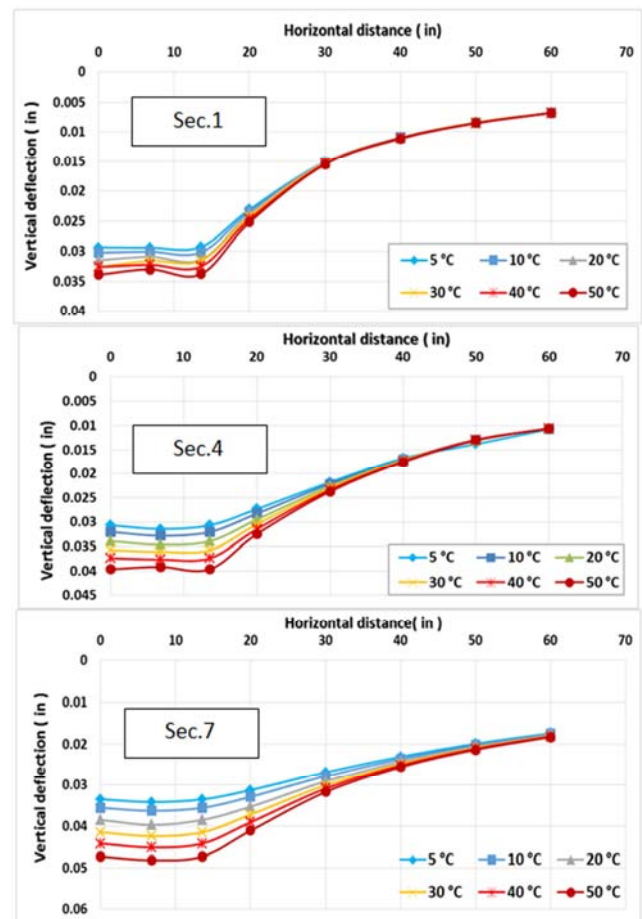 Horizontal distance ( in)
0 10 20 30 40 50 60 70
0
0.005
0.01
0.015
0.02
0.025
0.03
0.035
0.04
Vertical deflection ( in )
Sec.1
5 °C 10 °C 20 °C
30 °C 40 °C 50 °C
Horizontal distance ( in)
0 10 20 30 40 50 60 70
0
0.005
0.01
0.015
0.02
0.025
0.03
0.035
0.04
0.045
Vertical deflection ( in)
Sec.4
5 °C 10 °C 20 °C
30 °C 40 °C 50 °C
Horizontal distance( in )
0 10 20 30 40 50 60 70
0
0.01
0.02
0.03
0.04
0.05
0.06
Vertical deflection ( in )
Sec.7
5 °C 10 °C 20 °C
30 °C 40 °C 50 °C